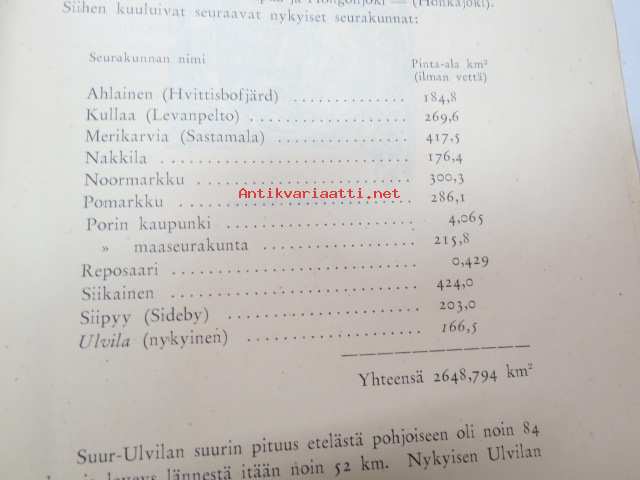 ja Hongonjoki — (Honkajoki).
Siihen kuuluivat seuraavat nykyiset seurakunnat:
Seurakunnan nimi Pinta-ala km²
(ilman vettä)
Ahlainen (Hvittisbofjärd) . . . . . . . . . . . . . 184,8
Kullaa (Levanpelto) . . . . . . . . . . . . . . . . . 269,6
Merikarvia (Sastamala) . . . . . . . . . . . . . . . 417,5
Nakkila . . . . . . . . . . . . . . . . . . . . . . . . . . 176,4
Noormarkku . . . . . . . . . . . . . . . . . . . . . . 300,3
Antikvariaatti.net
Pomarkku . . . . . . . . . . . . . . . . . . . . . . . . 286,1
Porin kaupunki . . . . . . . . . . . . . . . . . . . . 4,065
» maaseurakunta . . . . . . . . . . . . . . . . 215,8
Reposaari . . . . . . . . . . . . . . . . . . . . . . . . 0,429
Siikainen . . . . . . . . . . . . . . . . . . . . . . . . 424,0
Siipyy (Sideby) . . . . . . . . . . . . . . . . . . . . 203,0
Ulvila (nykyinen) . . . . . . . . . . . . . . . . . . 166,5
Yhteensä 2648,794 km²
Suur-Ulvilan suurin pituus etelästä pohjoiseen oli noin 84
leveys lännestä itään noin 52 km. Nykyisen Ulvilan